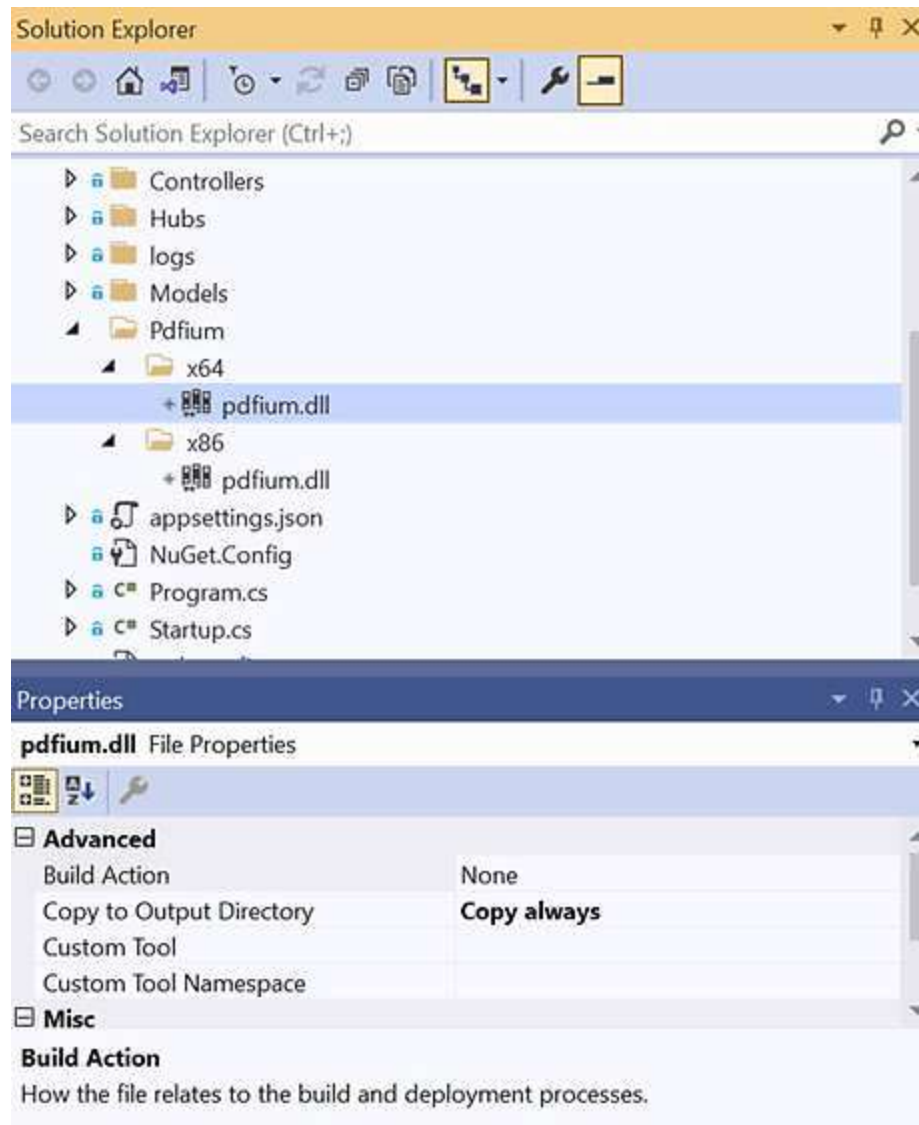 Solution Explorer
Search Solution Explorer (Ctrl+;)
Controllers
Hubs
logs
Models
Pdfium
x64
pdfium.dll
x86
pdfium.dll
appsettings.json
NuGet.Config
C# Program.cs
C# Startup.cs
Properties
pdfium.dll File Properties
Advanced
Build Action None
Copy to Output Directory Copy always
Custom Tool
Custom Tool Namespace
Misc
Build Action
How the file relates to the build and deployment processes.